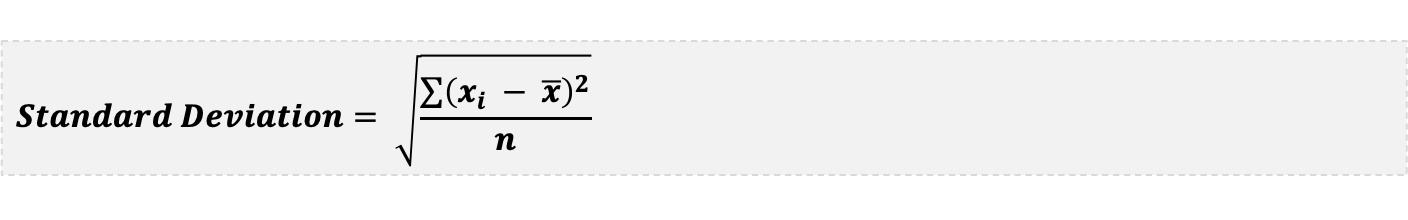 Standard Deviation = √(∑(xᵢ − x̅)² / n)